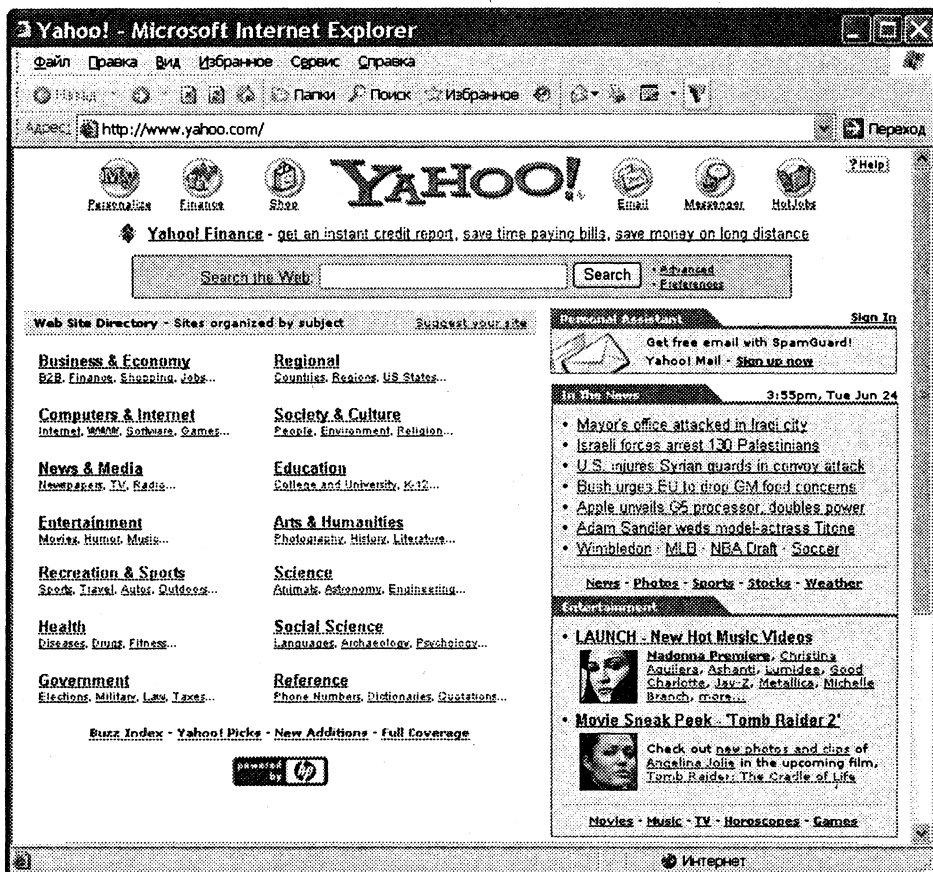 Yahoo! - Microsoft Internet Explorer
Файл Правка Вид Избранное Сервис Справка
Назад Папки Поиск Избранное
Адрес: http://www.yahoo.com/ Переход
My YAHOO! ? Help
Personalize Finance Shop Email Messenger HotJobs
Yahoo! Finance - get an instant credit report, save time paying bills, save money on long distance
Search the Web: Search • Advanced
• Preferences
Web Site Directory - Sites organized by subject Suggest your site
Business & Economy
B2B, Finance, Shopping, Jobs...
Regional
Countries, Regions, US States...
Computers & Internet
Internet, WWW, Software, Games...
Society & Culture
People, Environment, Religion...
News & Media
Newspapers, TV, Radio...
Education
College and University, K-12...
Entertainment
Movies, Humor, Music...
Arts & Humanities
Photography, History, Literature...
Recreation & Sports
Sports, Travel, Autos, Outdoors...
Science
Animals, Astronomy, Engineering...
Health
Diseases, Drugs, Fitness...
Social Science
Languages, Archaeology, Psychology...
Government
Elections, Military, Law, Taxes...
Reference
Phone Numbers, Dictionaries, Quotations...
Buzz Index - Yahoo! Picks - New Additions - Full Coverage
powered
by hp
Personal Assistant Sign In
Get free email with SpamGuard!
Yahoo! Mail - Sign up now
In The News 3:55pm, Tue Jun 24
• Mayor's office attacked in Iraqi city
• Israeli forces arrest 130 Palestinians
• U.S. injures Syrian guards in convoy attack
• Bush urges EU to drop GM food concerns
• Apple unveils G5 processor, doubles power
• Adam Sandler weds model-actress Titone
• Wimbledon · MLB · NBA Draft · Soccer
News - Photos - Sports - Stocks - Weather
Entertainment
• LAUNCH - New Hot Music Videos
Madonna Premiere, Christina
Aguilera, Ashanti, Lumidee, Good
Charlotte, Jay-Z, Metallica, Michelle
Branch, more...
• Movie Sneak Peek - 'Tomb Raider 2'
Check out new photos and clips of
Angelina Jolie in the upcoming film,
Tomb Raider: The Cradle of Life
Movies - Music - TV - Horoscopes - Games
Интернет